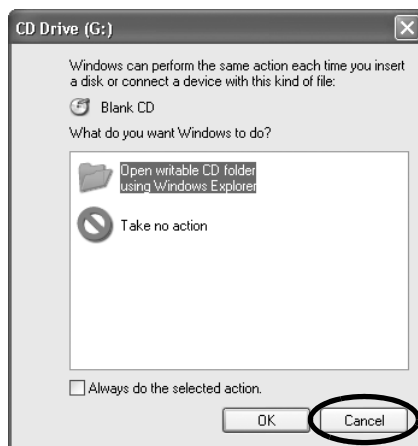 CD Drive (G:)
Windows can perform the same action each time you insert
a disk or connect a device with this kind of file:
Blank CD
What do you want Windows to do?
Open writable CD folder
using Windows Explorer
Take no action
Always do the selected action.
OK
Cancel